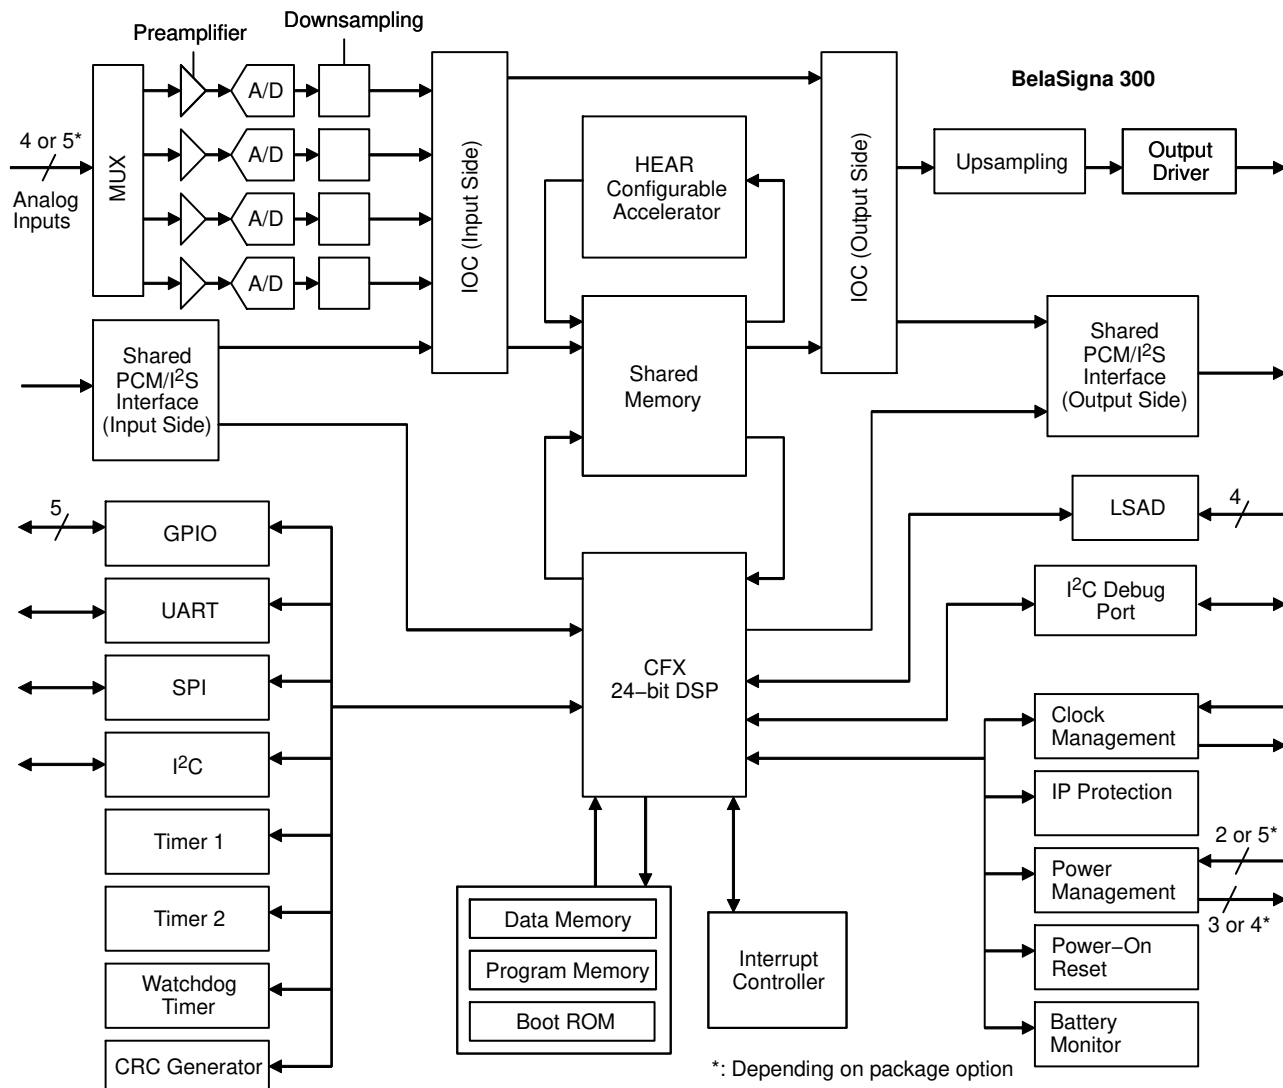 Downsampling
Preamplifier
BelaSigna 300
4 or 5*
Analog
Inputs
MUX
A/D
A/D
A/D
A/D
IOC (Input Side)
HEAR
Configurable
Accelerator
IOC (Output Side)
Upsampling
Output
Driver
Shared
PCM/I²S
Interface
(Input Side)
Shared
Memory
Shared
PCM/I²S
Interface
(Output Side)
5
GPIO
UART
SPI
I²C
Timer 1
Timer 2
Watchdog
Timer
CRC Generator
CFX
24−bit DSP
LSAD
4
I²C Debug
Port
Clock
Management
IP Protection
Power
Management
2 or 5*
3 or 4*
Power−On
Reset
Battery
Monitor
Data Memory
Program Memory
Boot ROM
Interrupt
Controller
*: Depending on package option